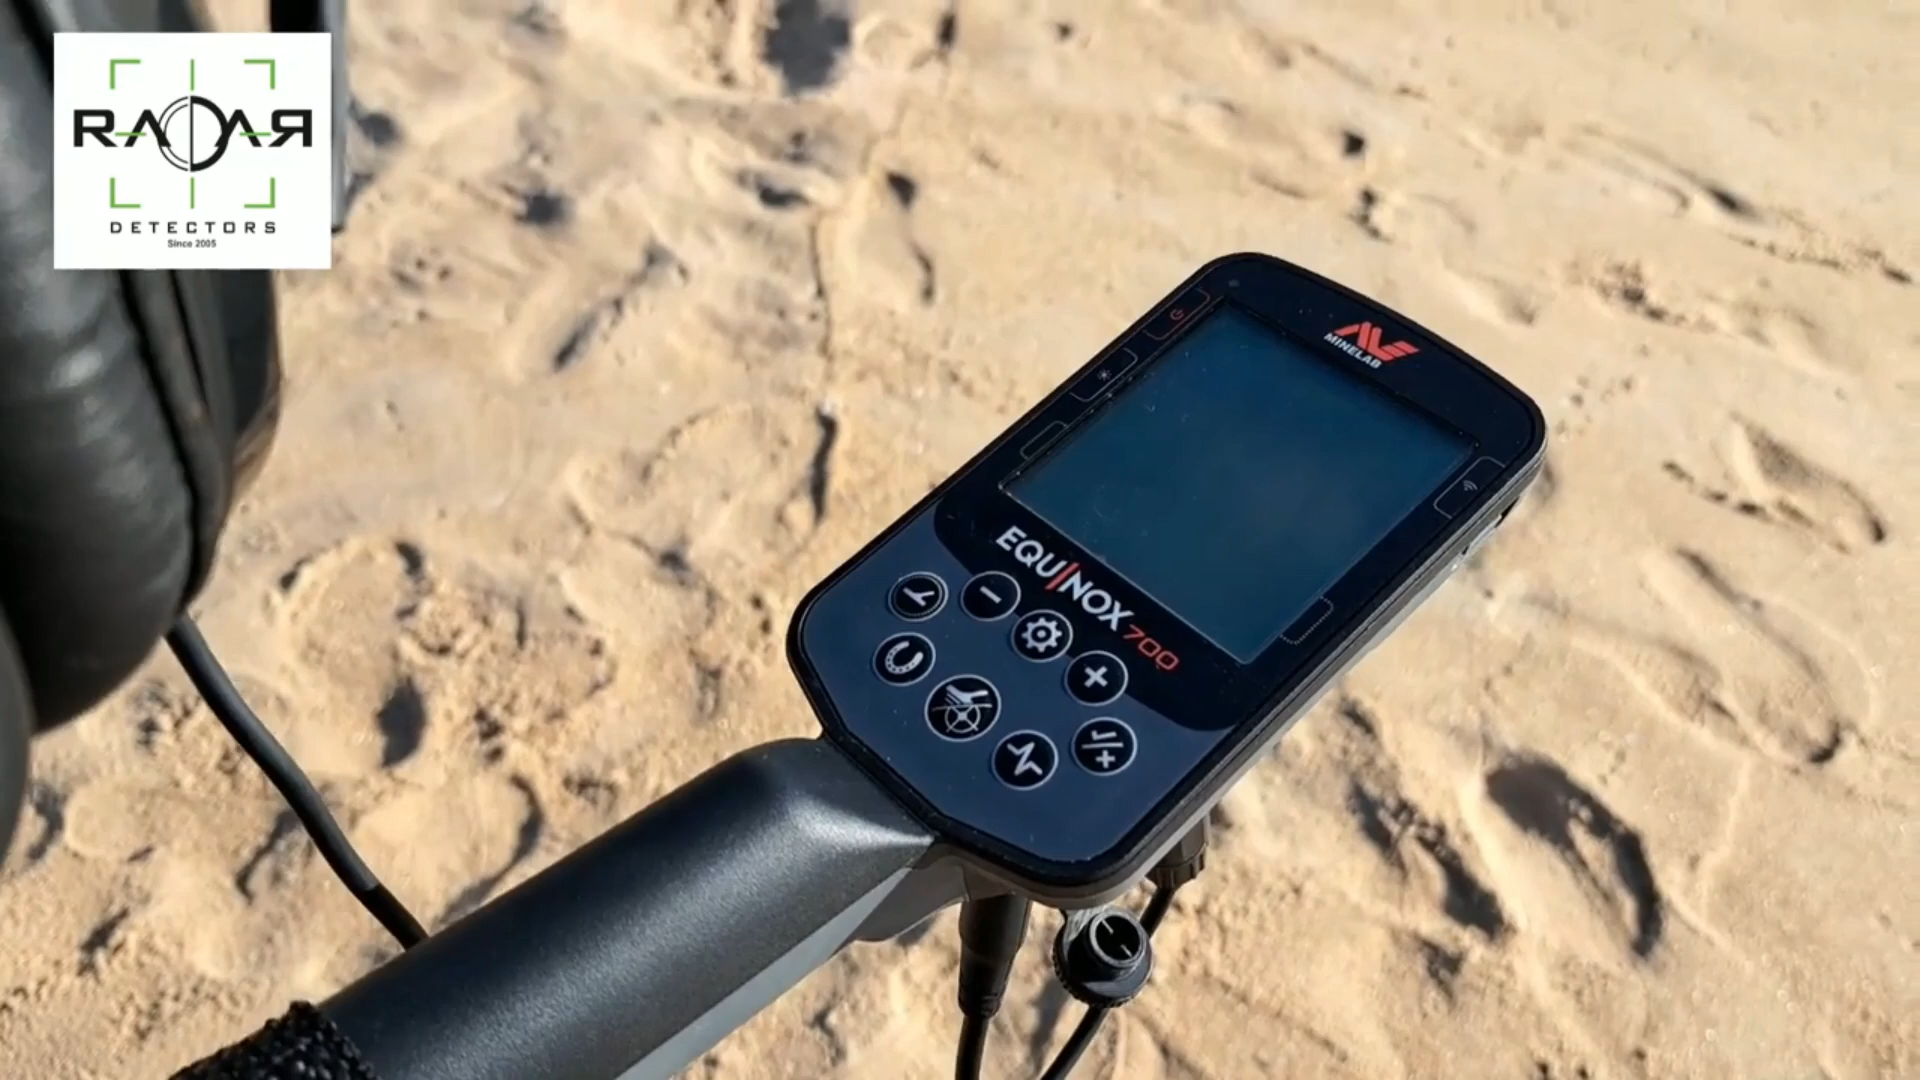 RADAR
DETECTORS
Since 2005
MINELAB
EQUINOX 700